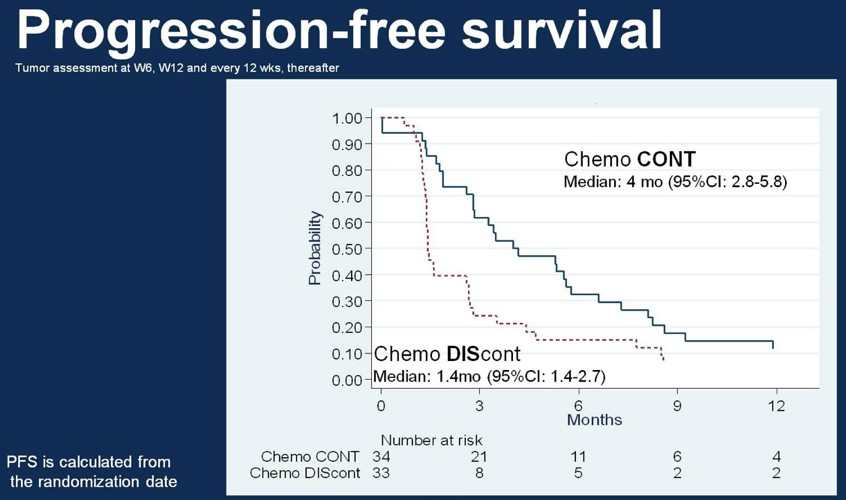 Progression-free survival
Tumor assessment at W6, W12 and every 12 wks, thereafter
1.00
0.90
0.80
0.70
0.60
0.50
0.40
0.30
0.20
0.10
0.00
Probability
Chemo CONT
Median: 4 mo (95%CI: 2.8-5.8)
Chemo DIScont
Median: 1.4mo (95%CI: 1.4-2.7)
0 3 6 9 12
Months
Number at risk
Chemo CONT 34 21 11 6 4
Chemo DIScont 33 8 5 2 2
PFS is calculated from
the randomization date